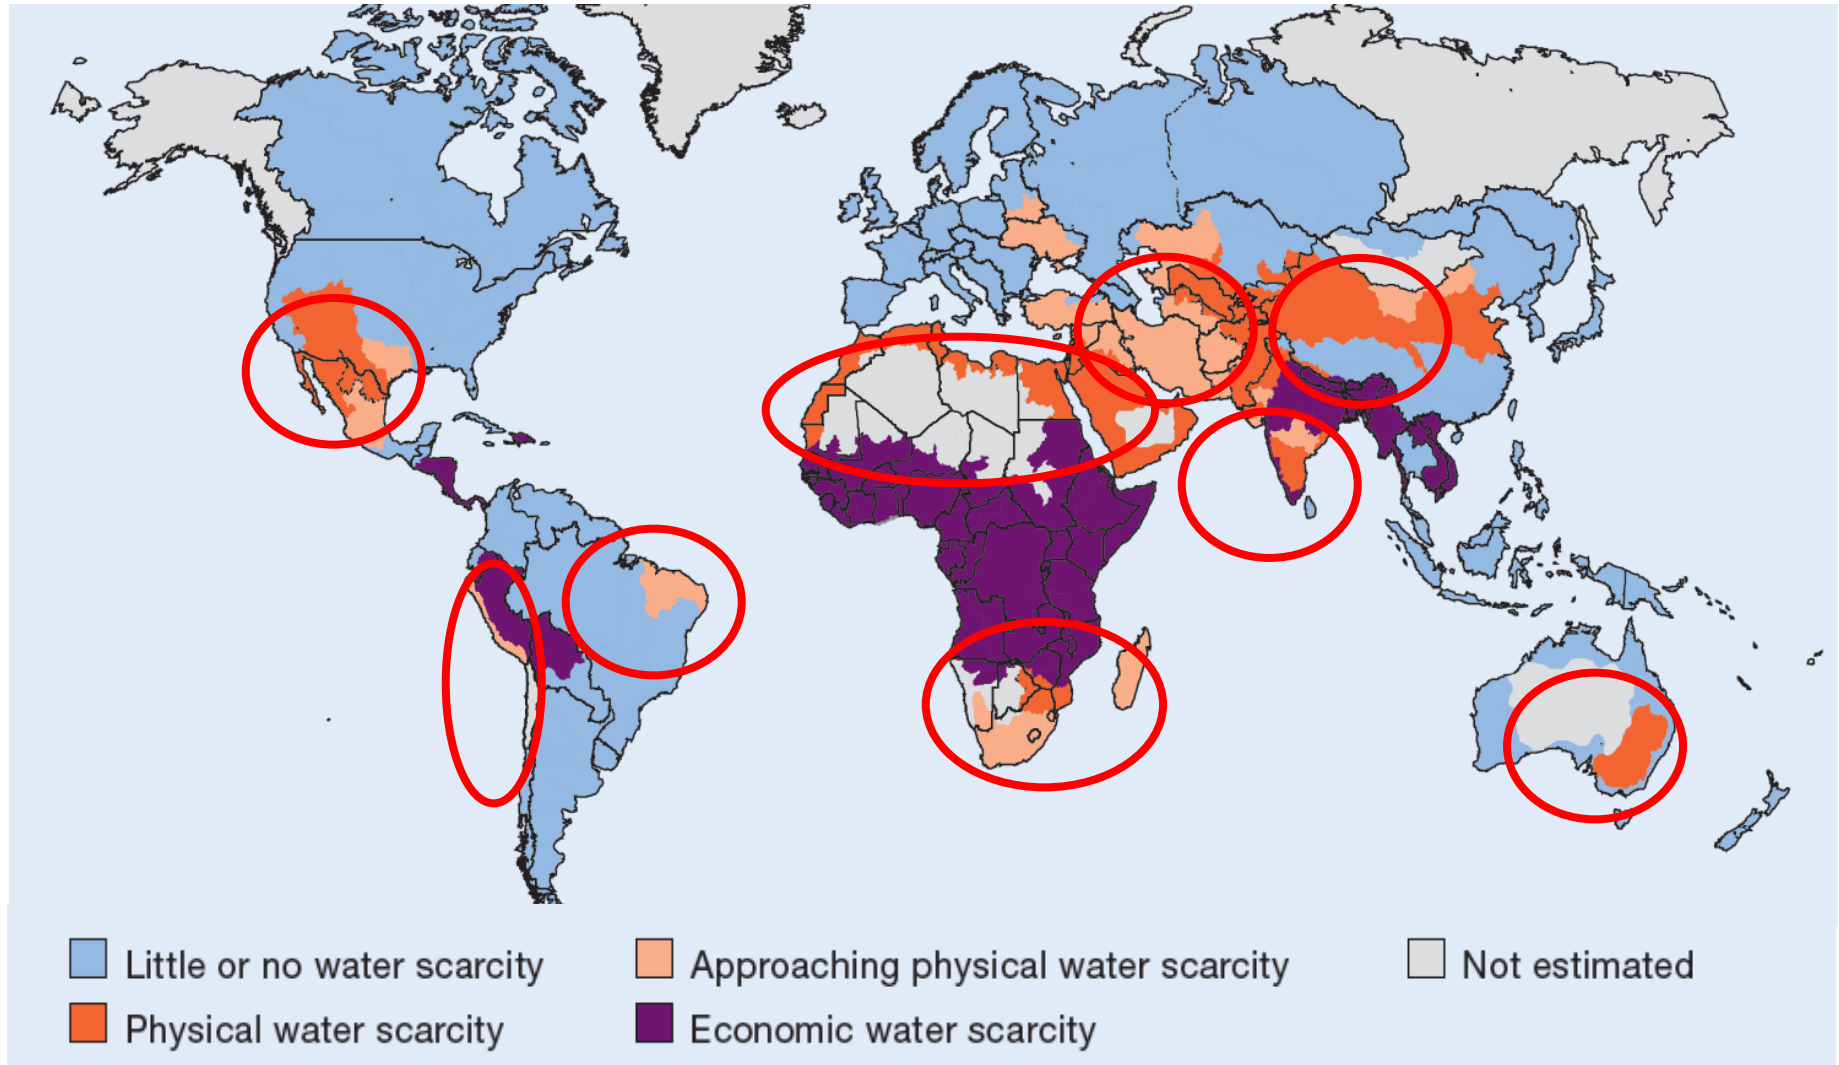 Little or no water scarcity
Approaching physical water scarcity
Not estimated
Physical water scarcity
Economic water scarcity